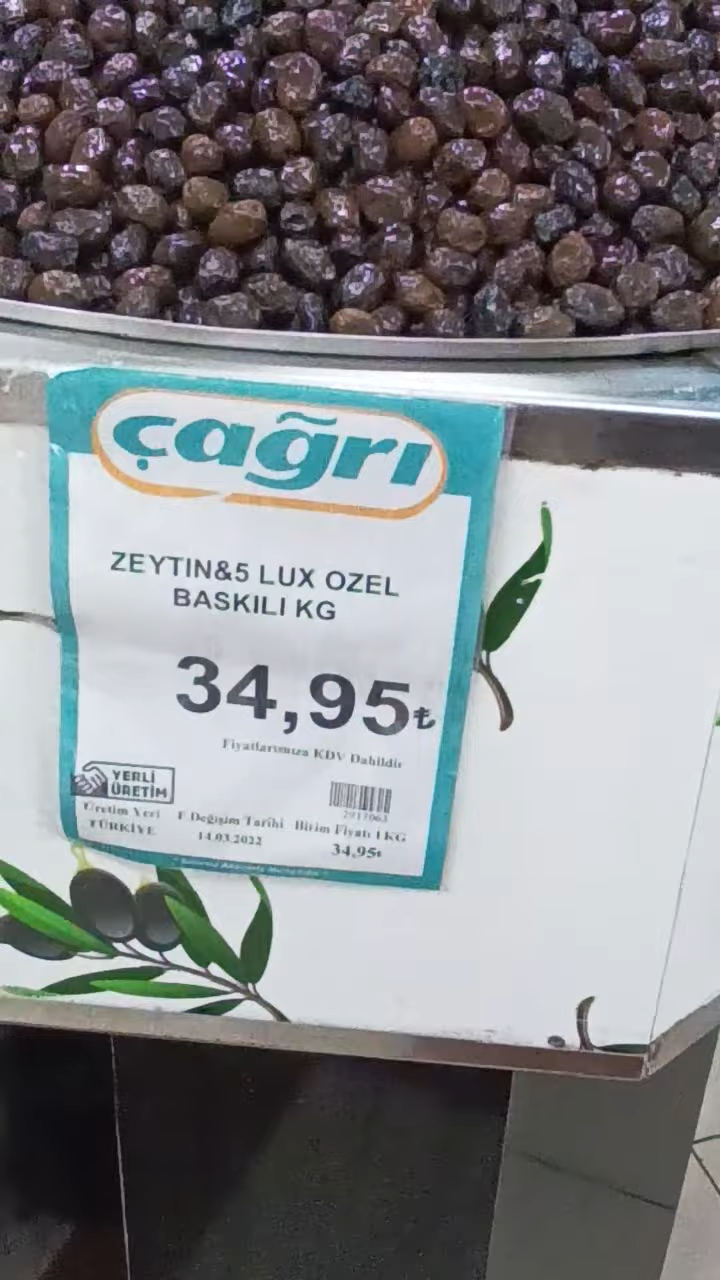 çağrı
ZEYTIN&5 LUX OZEL
BASKILI KG
34,95₺
Fiyatlarımıza KDV Dahildir
YERLİ
ÜRETİM
2917063
Üretim Yeri F.Değişim Tarihi Birim Fiyatı 1 KG
TÜRKİYE 14.03.2022 34,95₺